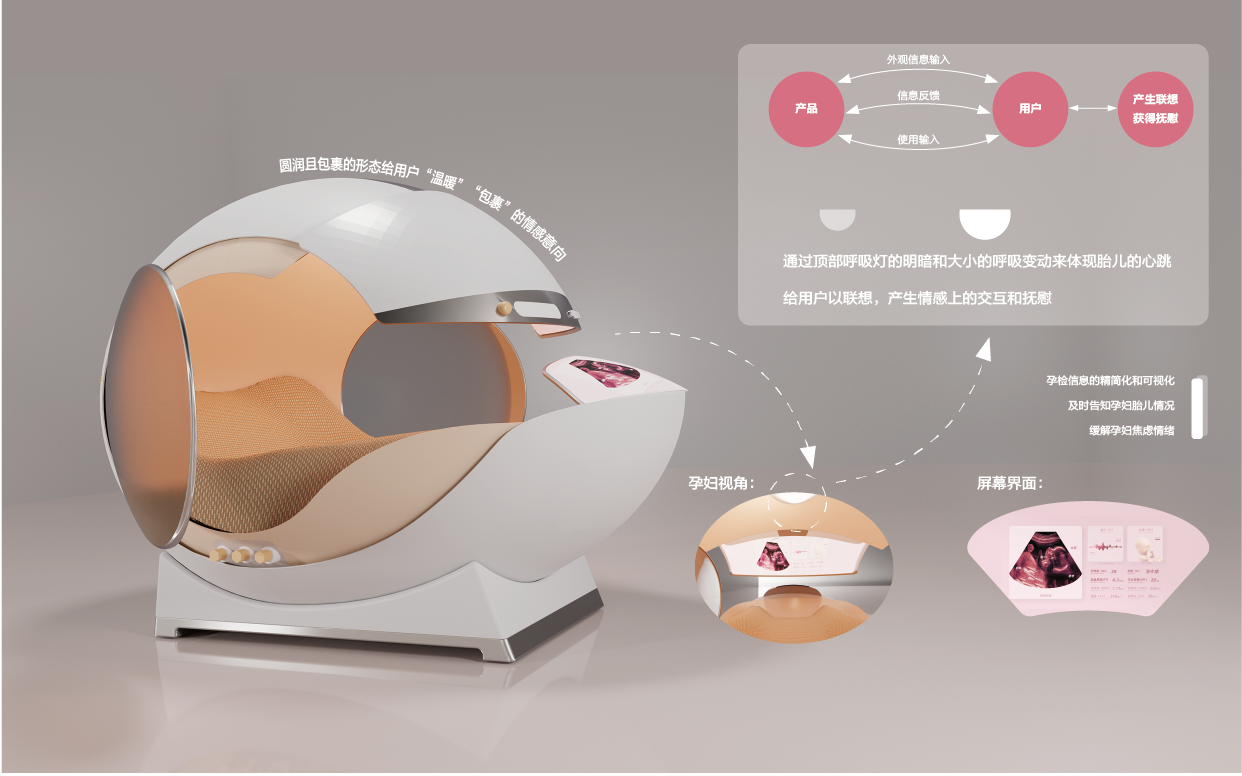 外观信息输入
信息反馈
使用输入
产品
用户
产生联想
获得抚慰
圆润且包裹的形态给用户“温暖”“包裹”的情感意向
通过顶部呼吸灯的明暗和大小的呼吸变动来体现胎儿的心跳
给用户以联想，产生情感上的交互和抚慰
孕检信息的精简化和可视化
及时告知孕妇胎儿情况
缓解孕妇焦虑情绪
孕妇视角：
屏幕界面：